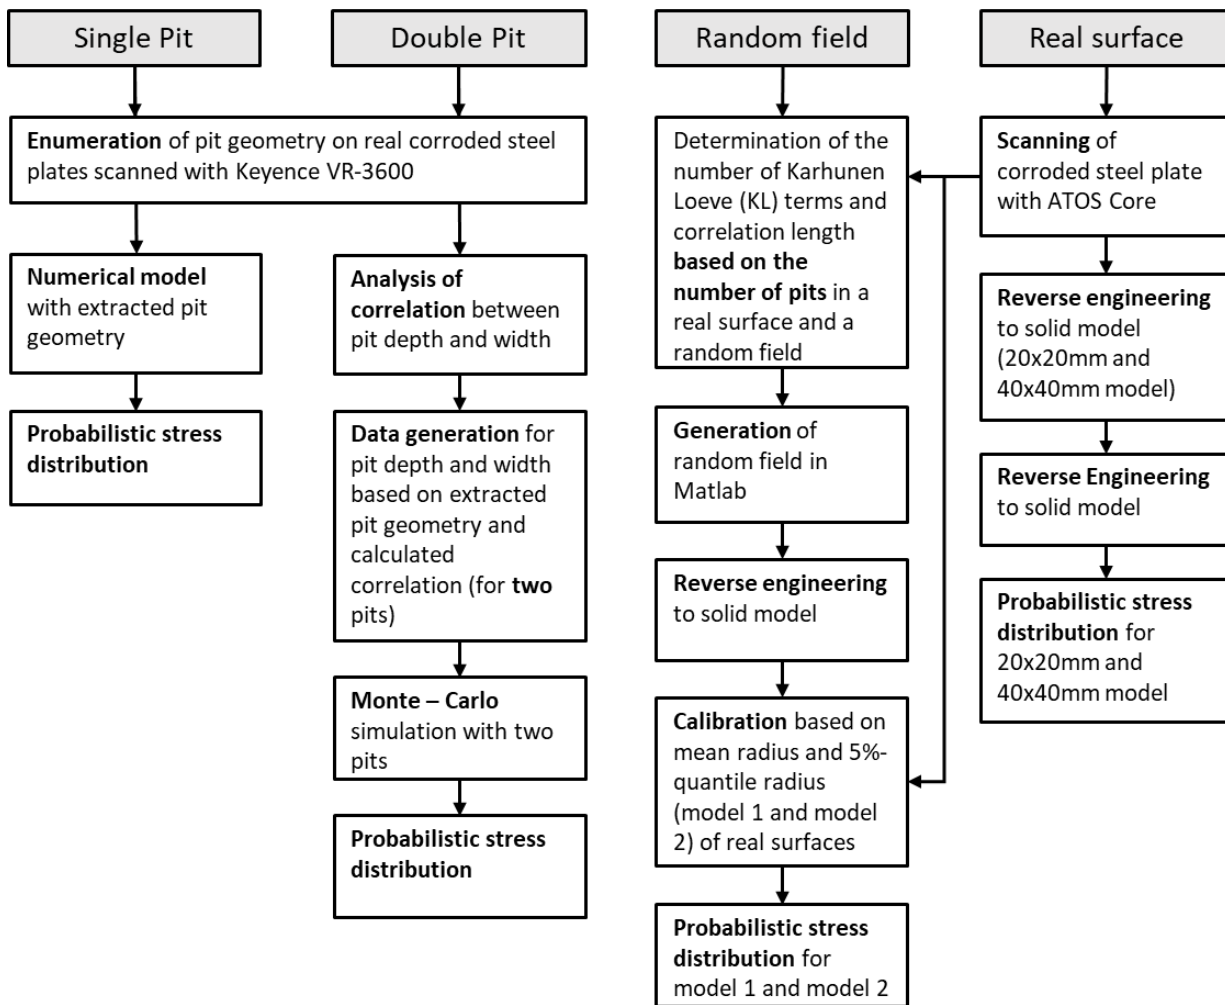 Single Pit
Double Pit
Random field
Real surface
Enumeration of pit geometry on real corroded steel
plates scanned with Keyence VR-3600
Numerical model
with extracted pit
geometry
Probabilistic stress
distribution
Analysis of
correlation between
pit depth and width
Data generation for
pit depth and width
based on extracted
pit geometry and
calculated
correlation (for two
pits)
Monte – Carlo
simulation with two
pits
Probabilistic stress
distribution
Determination of the
number of Karhunen
Loeve (KL) terms and
correlation length
based on the
number of pits in a
real surface and a
random field
Generation of
random field in
Matlab
Reverse engineering
to solid model
Calibration based on
mean radius and 5%-
quantile radius
(model 1 and model
2) of real surfaces
Probabilistic stress
distribution for
model 1 and model 2
Scanning of
corroded steel plate
with ATOS Core
Reverse engineering
to solid model
(20x20mm and
40x40mm model)
Reverse Engineering
to solid model
Probabilistic stress
distribution for
20x20mm and
40x40mm model